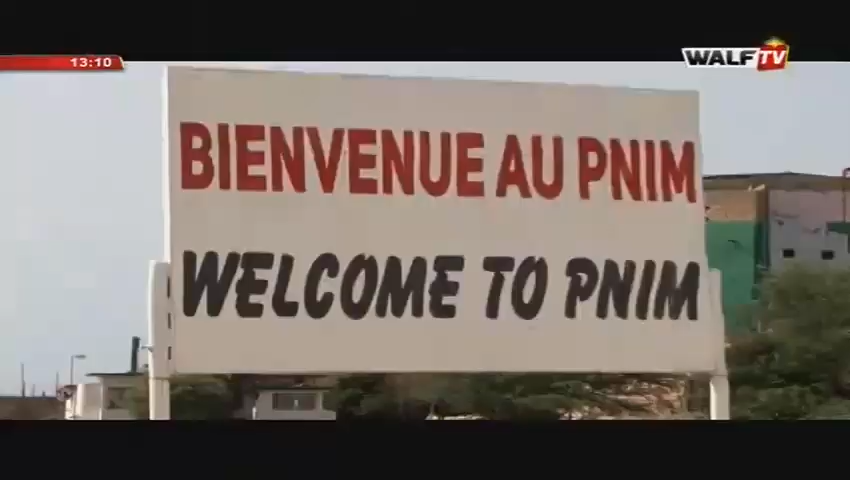 13:10
WALF TV
BIENVENUE AU PNIM
WELCOME TO PNIM